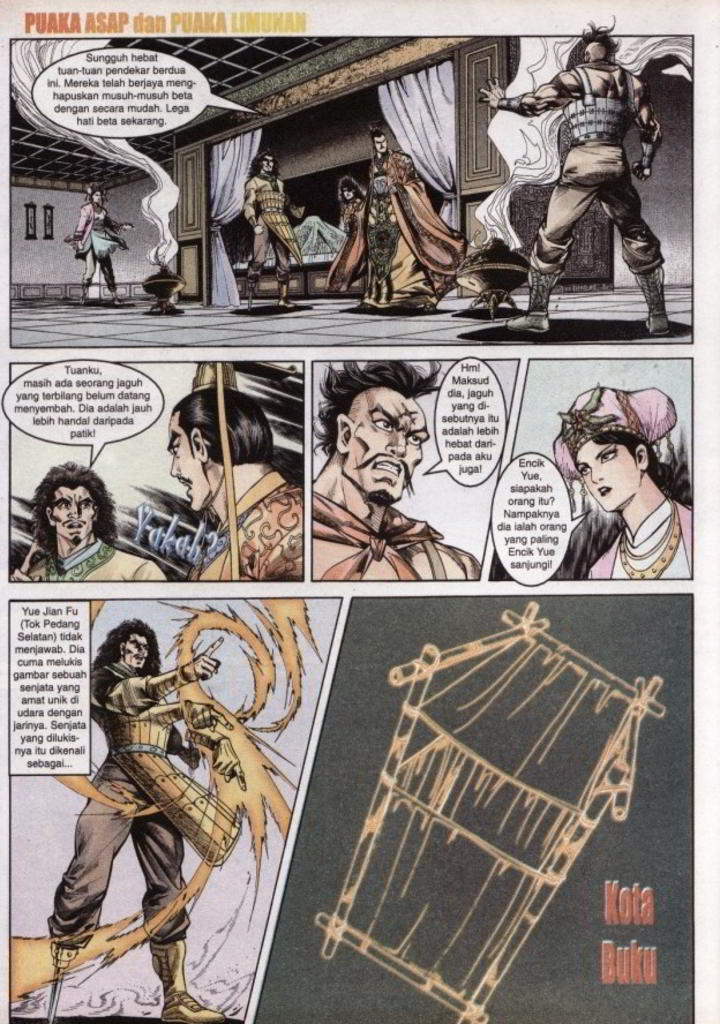 PUAKA ASAP dan PUAKA LIMUNAN
Sungguh hebat
tuan-tuan pendekar berdua
ini. Mereka telah berjaya meng-
hapuskan musuh-musuh beta
dengan secara mudah. Lega
hati beta sekarang.
Tuanku,
masih ada seorang jaguh
yang terbilang belum datang
menyembah. Dia adalah jauh
lebih handal daripada
patik!
Yakah?
Hm!
Maksud
dia, jaguh
yang di-
sebutnya itu
adalah lebih
hebat dari-
pada aku
juga!
Encik
Yue,
siapakah
orang itu?
Nampaknya
dia ialah orang
yang paling
Encik Yue
sanjungi!
Yue Jian Fu
(Tok Pedang
Selatan) tidak
menjawab. Dia
cuma melukis
gambar sebuah
senjata yang
amat unik di
udara dengan
jarinya. Senjata
yang dilukis-
nya itu dikenali
sebagai...
Kota
Buku